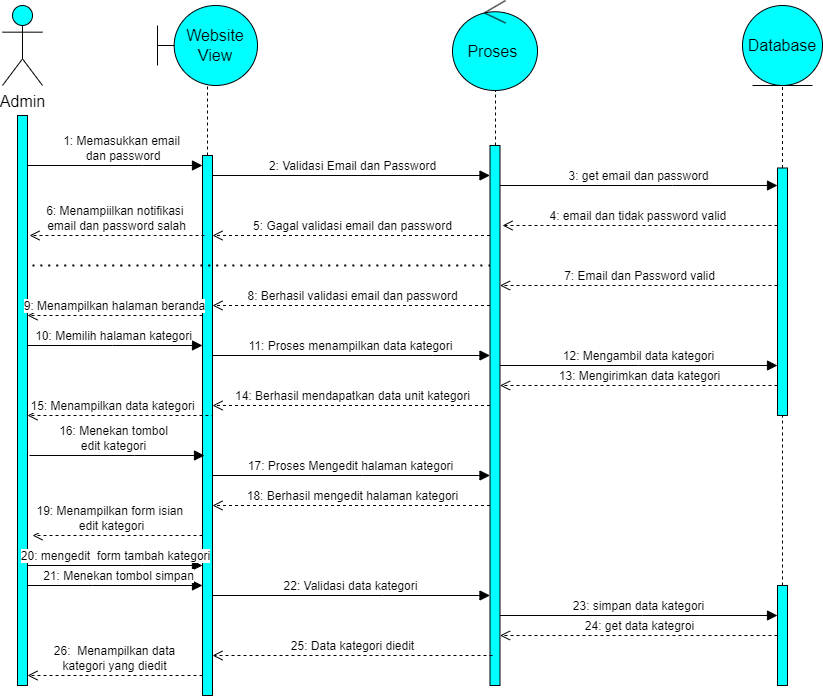 Admin
Website
View
Proses
Database
1: Memasukkan email
dan password
2: Validasi Email dan Password
3: get email dan password
4: email dan tidak password valid
5: Gagal validasi email dan password
6: Menampiilkan notifikasi
email dan password salah
7: Email dan Password valid
8: Berhasil validasi email dan password
9: Menampilkan halaman beranda
10: Memilih halaman kategori
11: Proses menampilkan data kategori
12: Mengambil data kategori
13: Mengirimkan data kategori
14: Berhasil mendapatkan data unit kategori
15: Menampilkan data kategori
16: Menekan tombol
edit kategori
17: Proses Mengedit halaman kategori
18: Berhasil mengedit halaman kategori
19: Menampilkan form isian
edit kategori
20: mengedit  form tambah kategori
21: Menekan tombol simpan
22: Validasi data kategori
23: simpan data kategori
24: get data kategroi
25: Data kategori diedit
26:  Menampilkan data
kategori yang diedit